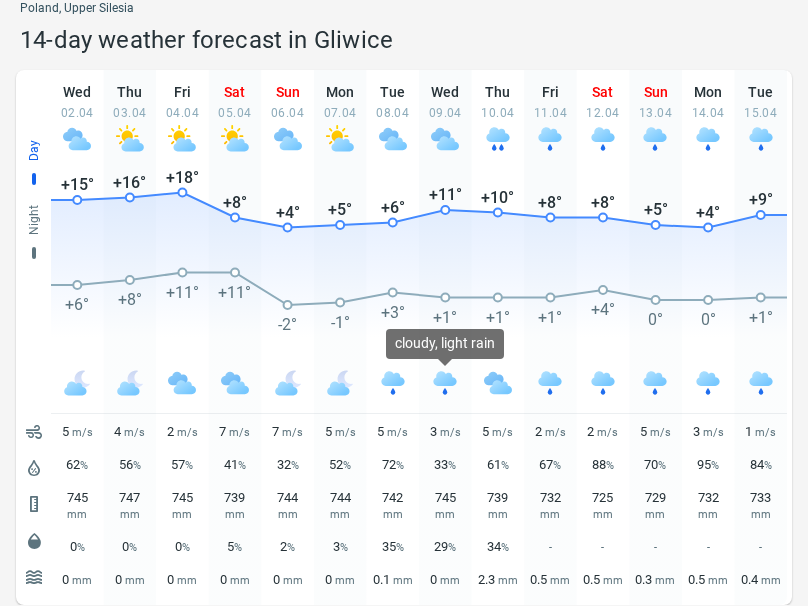 Poland, Upper Silesia
14-day weather forecast in Gliwice
Wed Thu Fri Sat Sun Mon Tue Wed Thu Fri Sat Sun Mon Tue
02.04 03.04 04.04 05.04 06.04 07.04 08.04 09.04 10.04 11.04 12.04 13.04 14.04 15.04
Day
Night
+15° +16° +18° +8° +4° +5° +6° +11° +10° +8° +8° +5° +4° +9°
+6° +8° +11° +11° -2° -1° +3° +1° +1° +1° +4° 0° 0° +1°
cloudy, light rain
5 m/s 4 m/s 2 m/s 7 m/s 7 m/s 5 m/s 5 m/s 3 m/s 5 m/s 2 m/s 2 m/s 5 m/s 3 m/s 1 m/s
62% 56% 57% 41% 32% 52% 72% 33% 61% 67% 88% 70% 95% 84%
745 747 745 739 744 744 742 745 739 732 725 729 732 733
mm mm mm mm mm mm mm mm mm mm mm mm mm mm
0% 0% 0% 5% 2% 3% 35% 29% 34% - - - - -
0 mm 0 mm 0 mm 0 mm 0 mm 0 mm 0.1 mm 0 mm 2.3 mm 0.5 mm 0.5 mm 0.3 mm 0.5 mm 0.4 mm